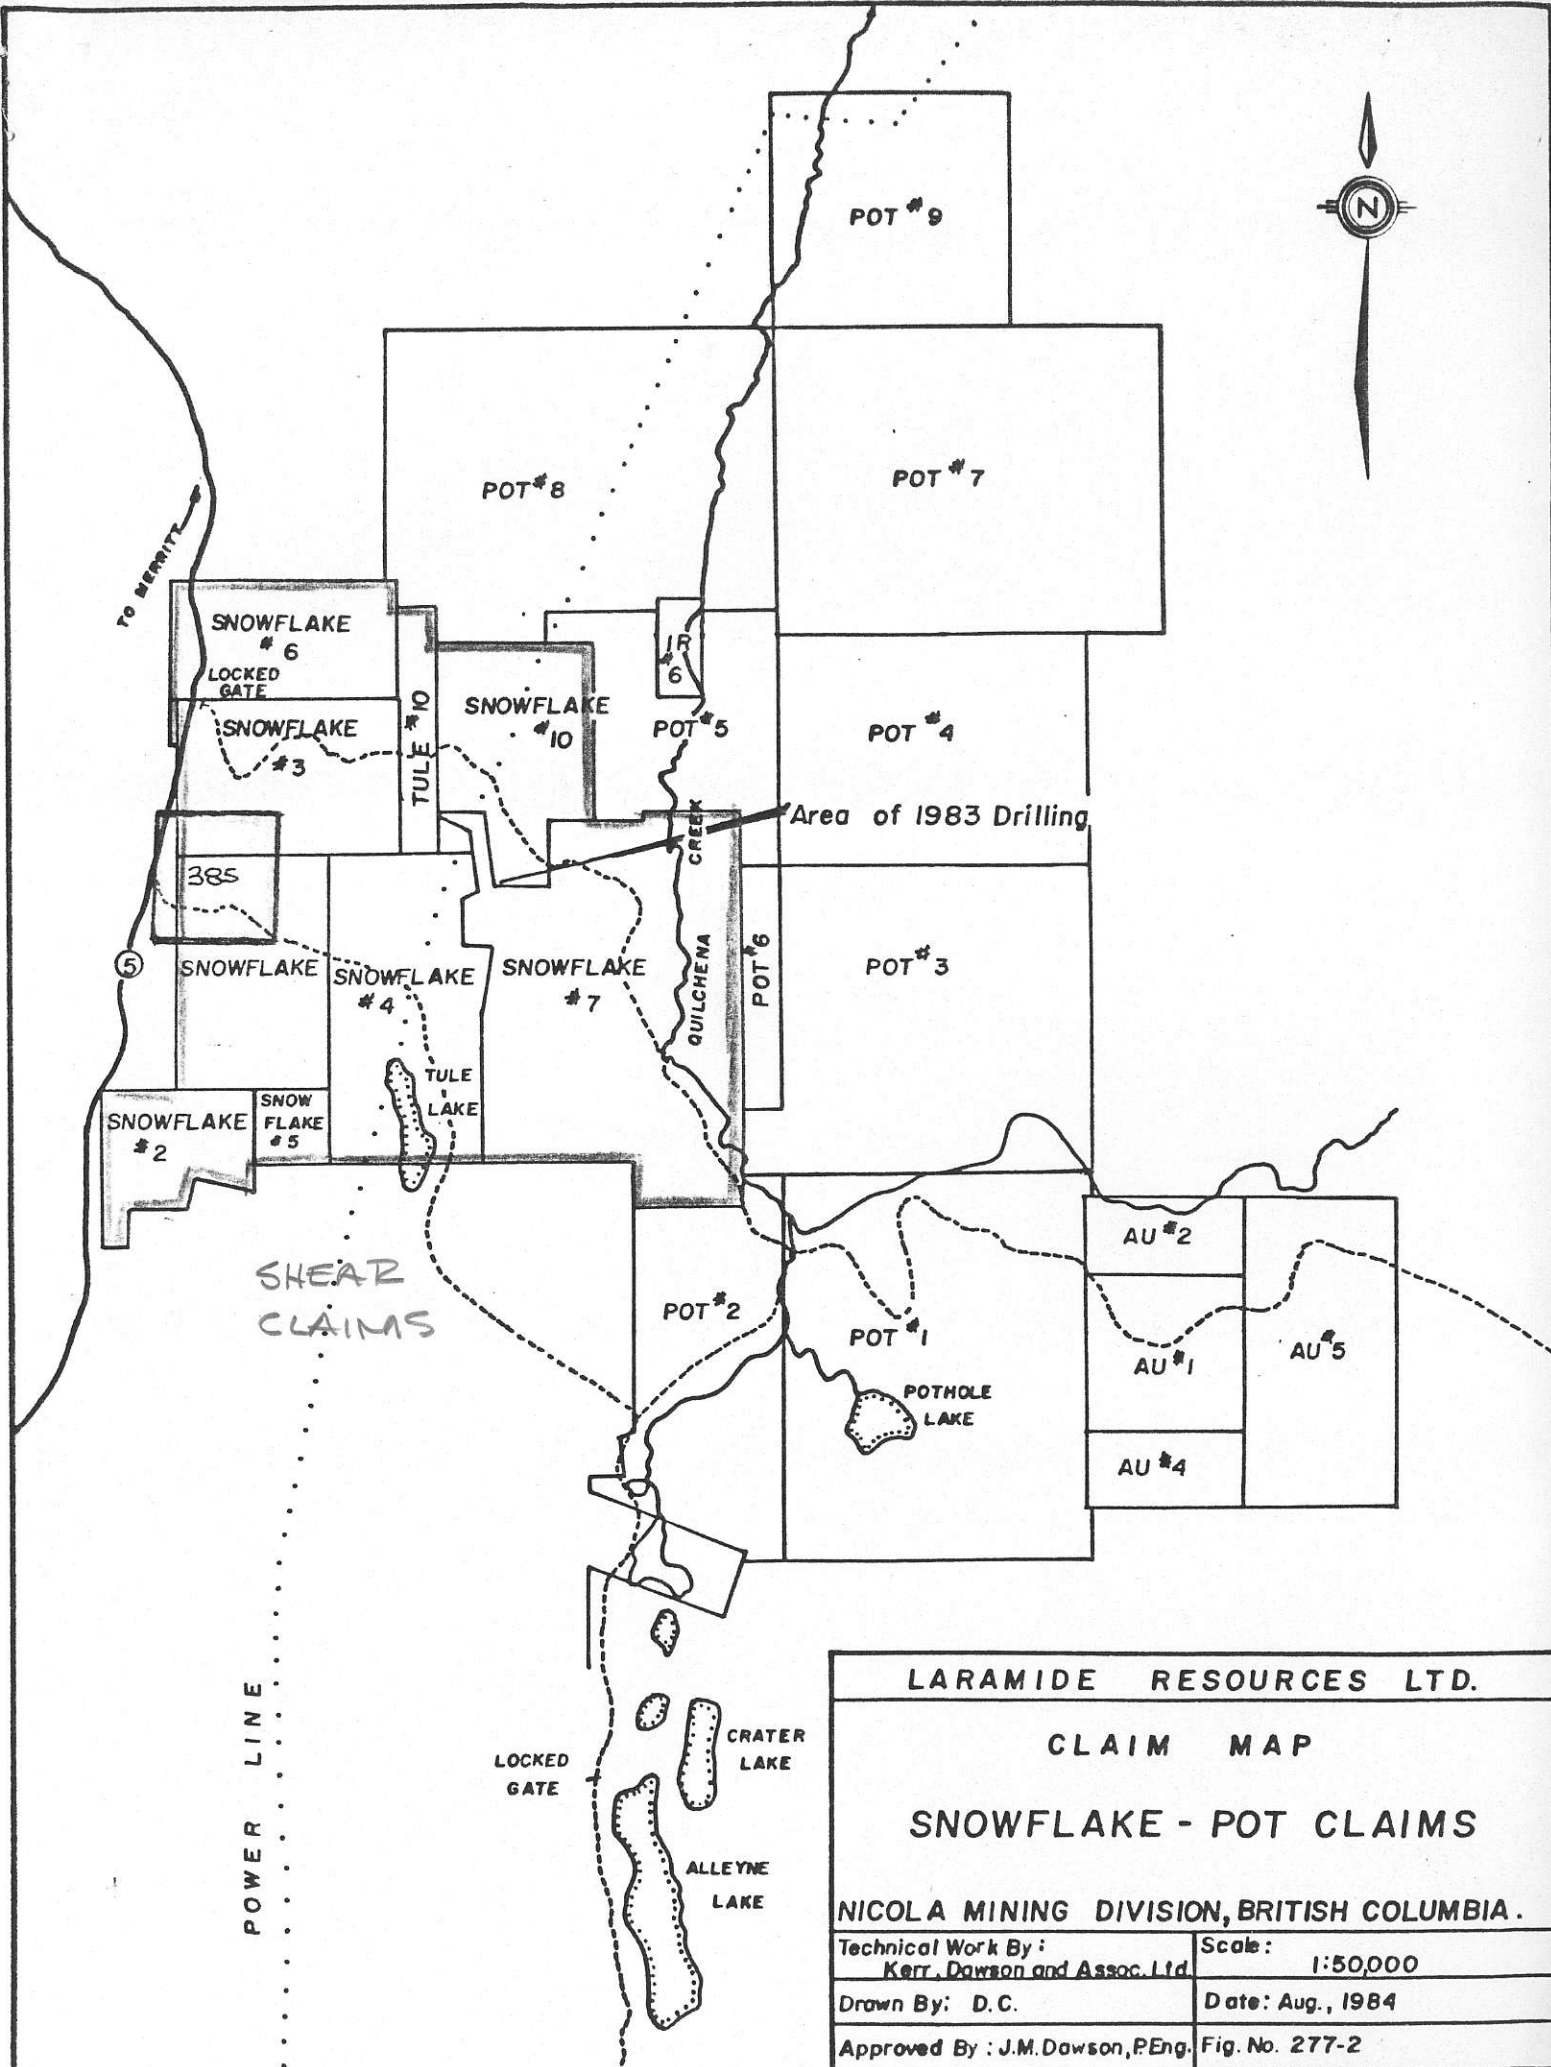 N
POT #9
POT #8
POT #7
TO MERRITT
SNOWFLAKE
#6
LOCKED
GATE
SNOWFLAKE
#3
TULE #10
SNOWFLAKE
#10
IR
#6
POT #5
POT #4
Area of 1983 Drilling
385
5
SNOWFLAKE
SNOWFLAKE
#4
SNOWFLAKE
#7
QUILCHENA CREEK
POT #6
POT #3
TULE
LAKE
SNOWFLAKE
#2
SNOW
FLAKE
#5
SHEAR
CLAIMS
POT #2
POT #1
POTHOLE
LAKE
AU #2
AU #1
AU #5
AU #4
POWER LINE
LOCKED
GATE
CRATER
LAKE
ALLEYNE
LAKE
LARAMIDE RESOURCES LTD.
CLAIM MAP
SNOWFLAKE - POT CLAIMS
NICOLA MINING DIVISION, BRITISH COLUMBIA.
Technical Work By:
Kerr, Dawson and Assoc. Ltd.
Scale:
1:50,000
Drawn By: D.C.
Date: Aug., 1984
Approved By: J.M. Dawson, P.Eng.
Fig. No. 277-2